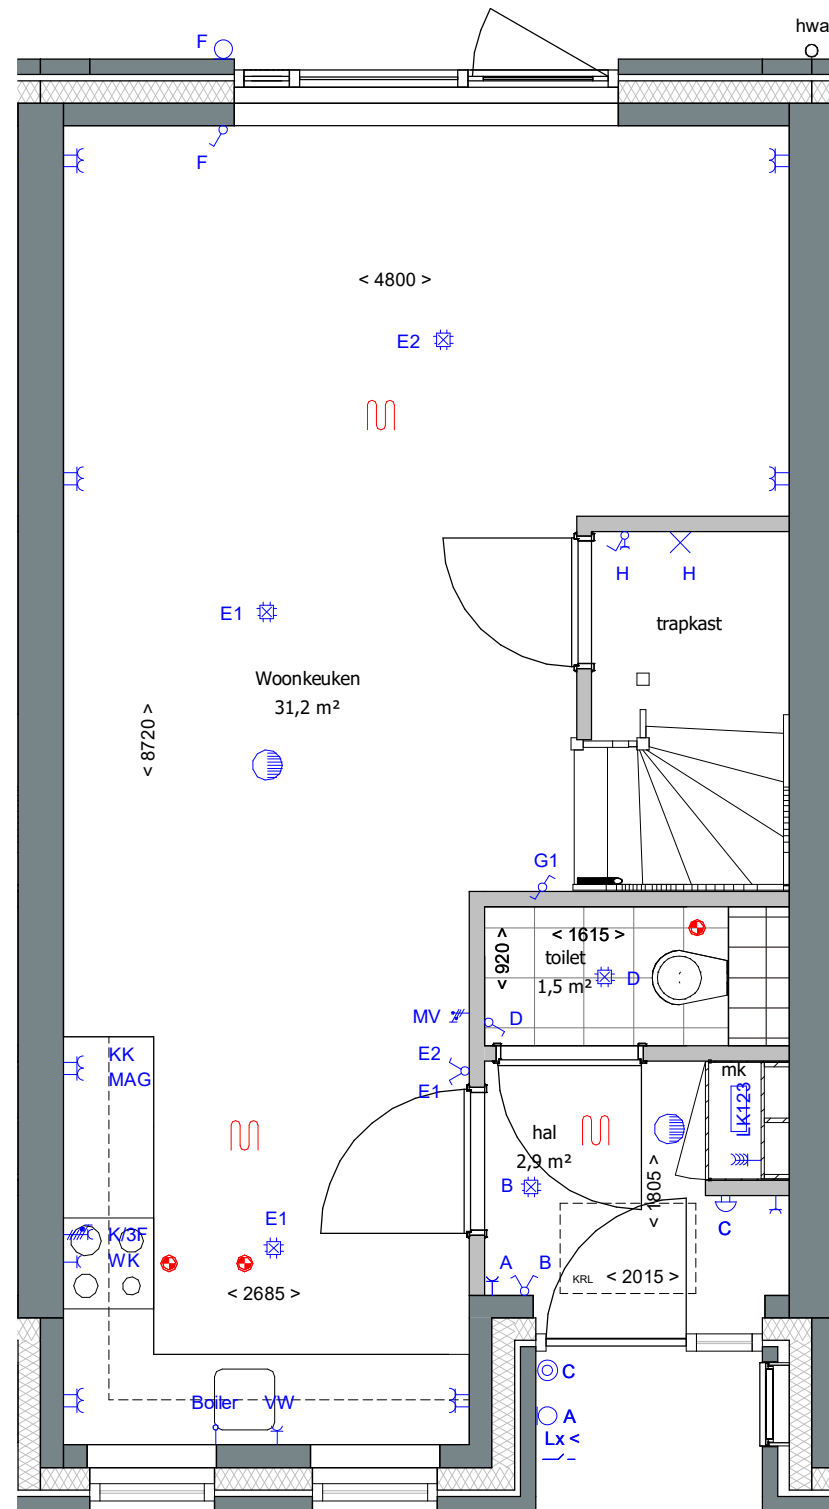 hwa
F
F
< 4800 >
E2
H
H
E1
trapkast
Woonkeuken
31,2 m²
< 8720 >
G1
< 920 >
< 1615 >
toilet
1,5 m²
D
D
MV
E2
E1
KK
MAG
mk
LK123
hal
2,9 m²
< 1805 >
B
C
E1
K/3F
WK
A
B
KRL
< 2015 >
< 2685 >
C
Boiler
VW
A
Lx <